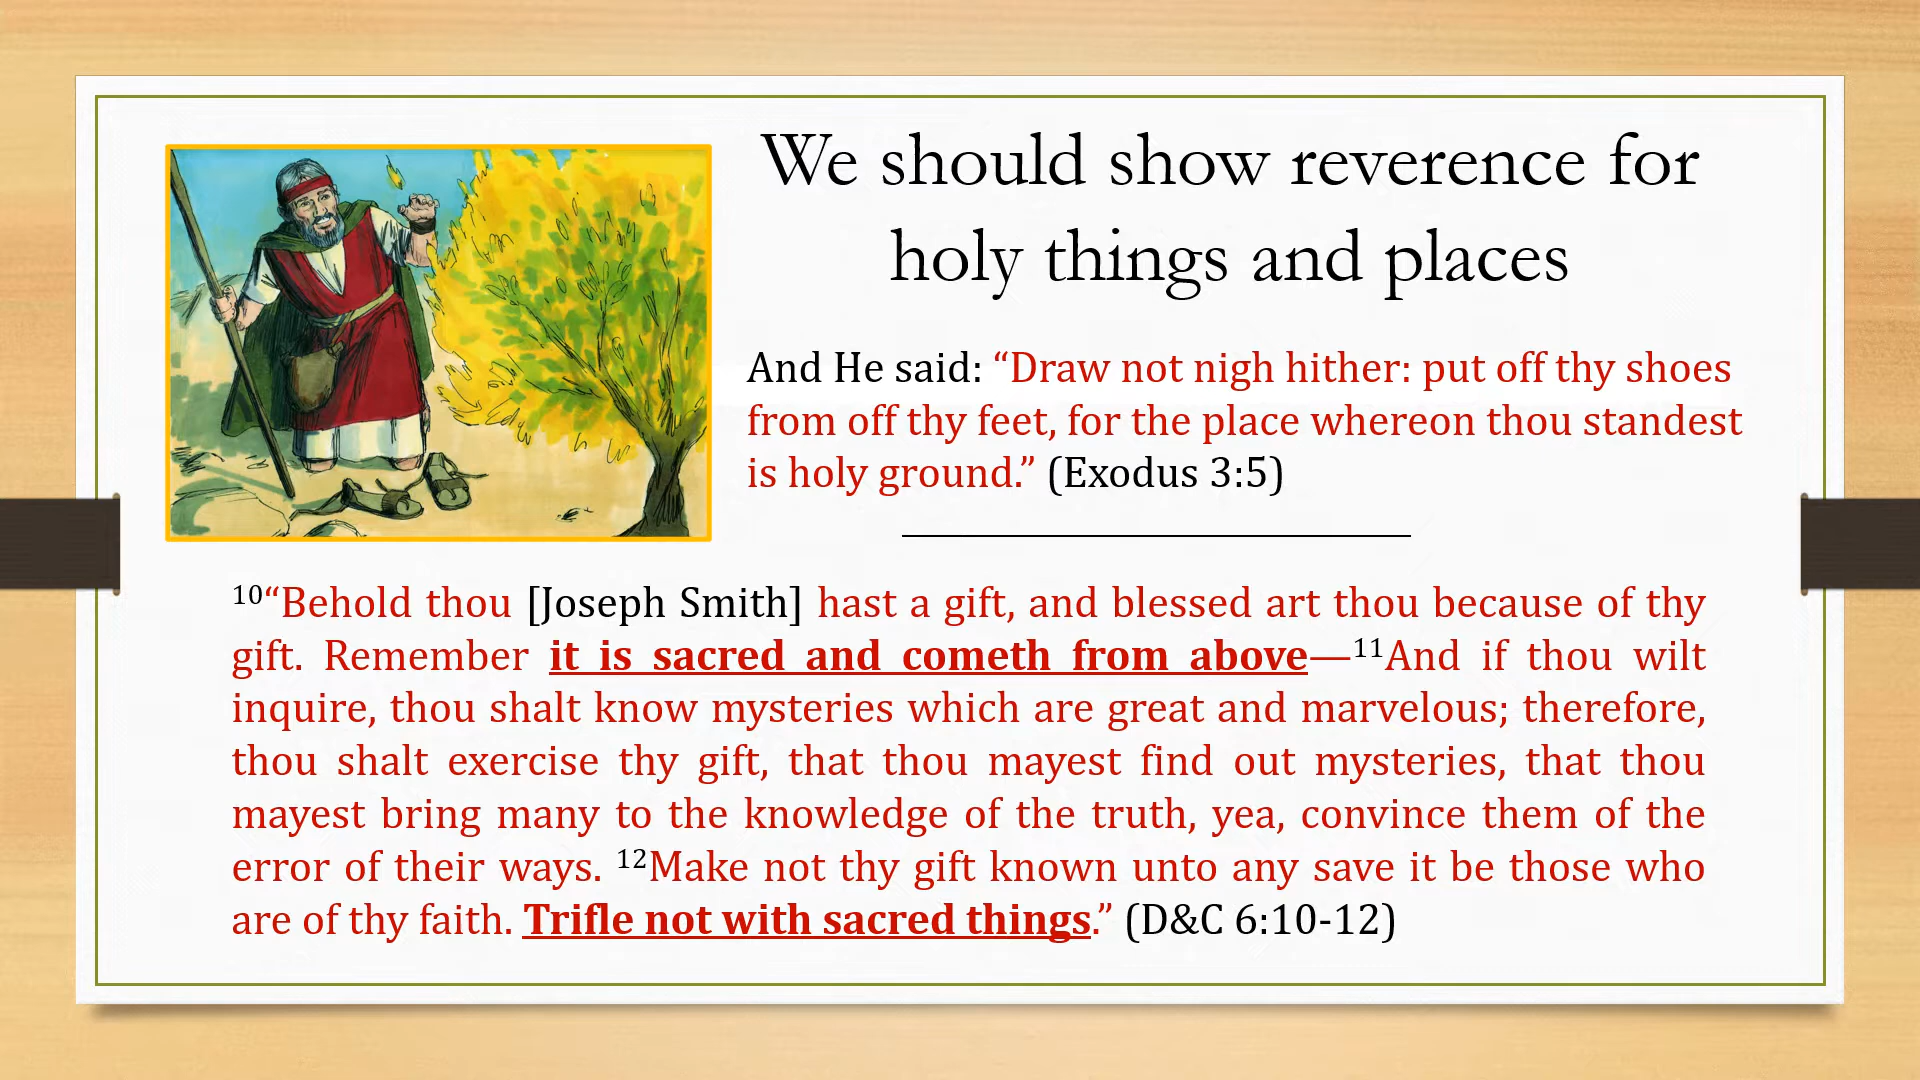 We should show reverence for
holy things and places
And He said: “Draw not nigh hither: put off thy shoes
from off thy feet, for the place whereon thou standest
is holy ground.” (Exodus 3:5)
10“Behold thou [Joseph Smith] hast a gift, and blessed art thou because of thy
gift. Remember it is sacred and cometh from above—11And if thou wilt
inquire, thou shalt know mysteries which are great and marvelous; therefore,
thou shalt exercise thy gift, that thou mayest find out mysteries, that thou
mayest bring many to the knowledge of the truth, yea, convince them of the
error of their ways. 12Make not thy gift known unto any save it be those who
are of thy faith. Trifle not with sacred things.” (D&C 6:10-12)